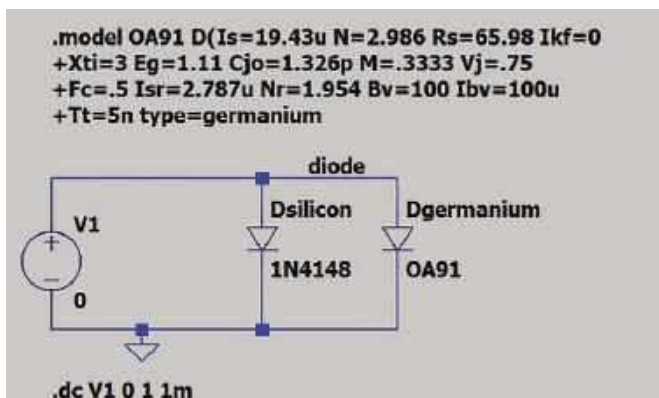 .model OA91 D(Is=19.43u N=2.986 Rs=65.98 Ikf=0
+Xti=3 Eg=1.11 Cjo=1.326p M=.3333 Vj=.75
+Fc=.5 Isr=2.787u Nr=1.954 Bv=100 Ibv=100u
+Tt=5n type=germanium
diode
V1
Dsilicon
Dgermanium
1N4148
OA91
0
.dc V1 0 1 1m